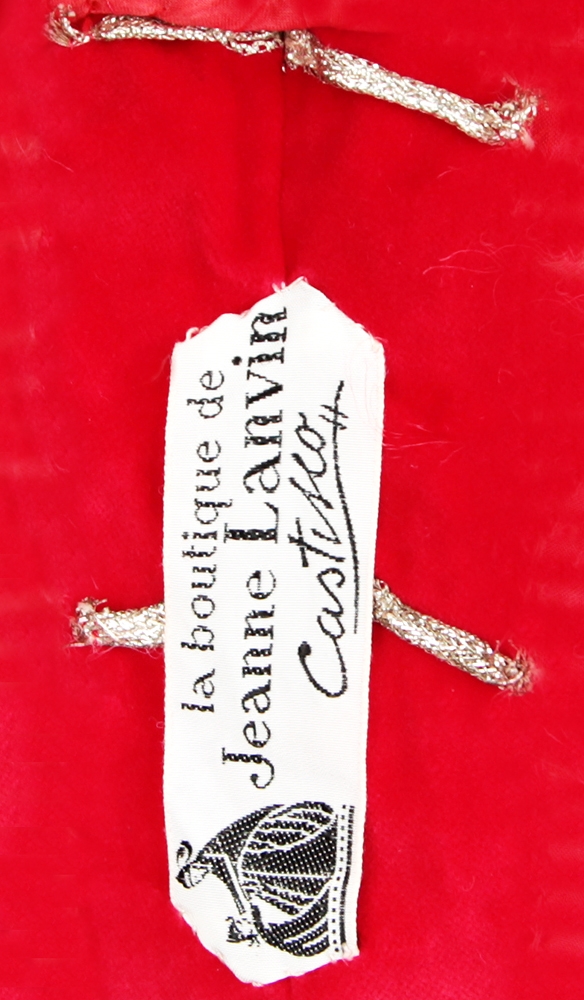 la boutique de
Jeanne Lanvin
Castillo